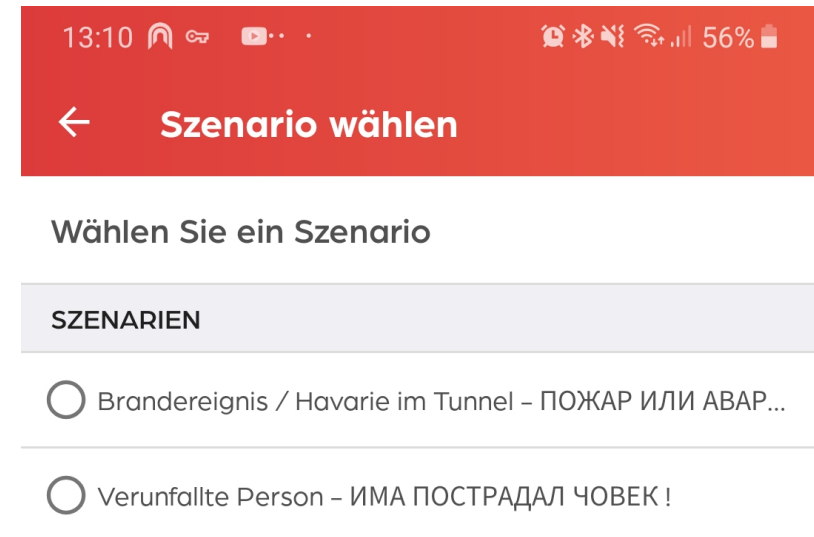 13:10 56%
Szenario wählen
Wählen Sie ein Szenario
SZENARIEN
Brandereignis / Havarie im Tunnel – ПОЖАР ИЛИ АВАР...
Verunfallte Person – ИМА ПОСТРАДАЛ ЧОВЕК !